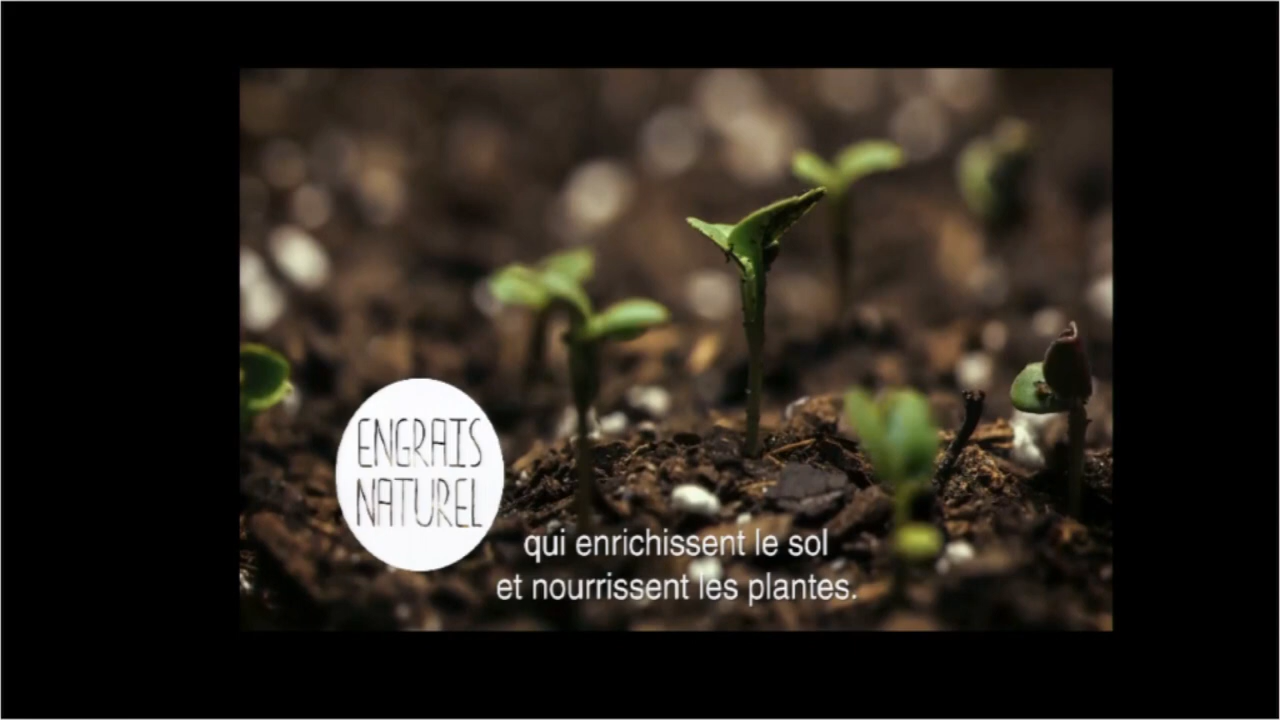 ENGRAIS
NATUREL
qui enrichissent le sol
et nourrissent les plantes.